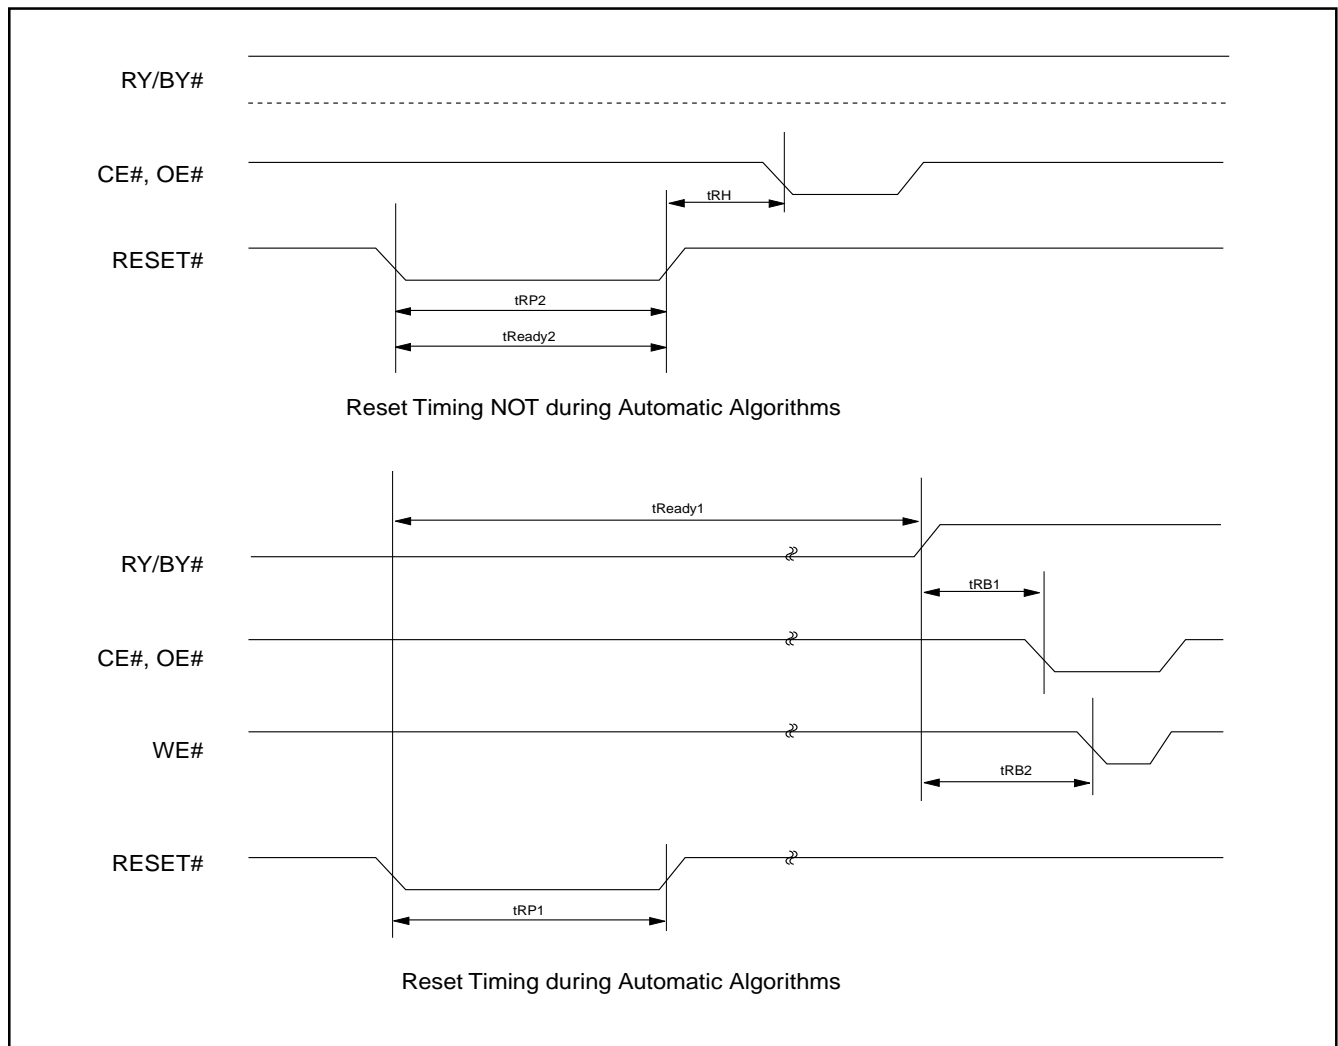 RY/BY#
CE#, OE#
tRH
RESET#
tRP2
tReady2
Reset Timing NOT during Automatic Algorithms
tReady1
RY/BY#
tRB1
CE#, OE#
WE#
tRB2
RESET#
tRP1
Reset Timing during Automatic Algorithms